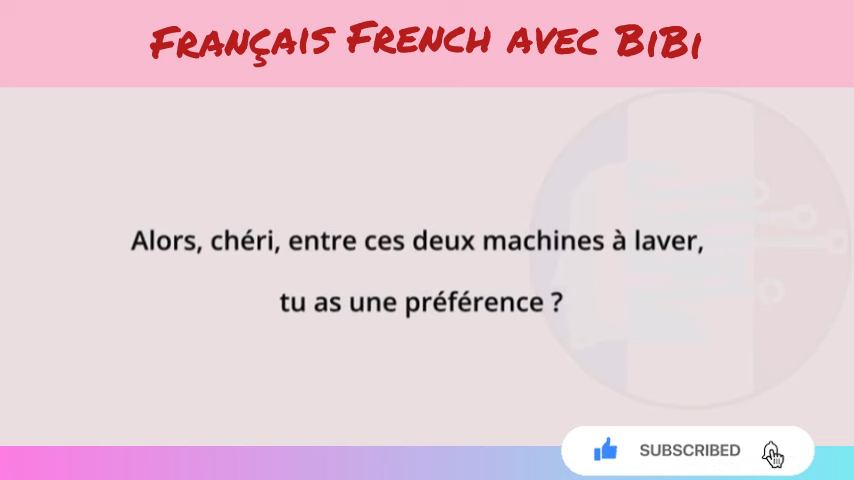 Français French avec BiBi
Alors, chéri, entre ces deux machines à laver,
tu as une préférence ?
SUBSCRIBED